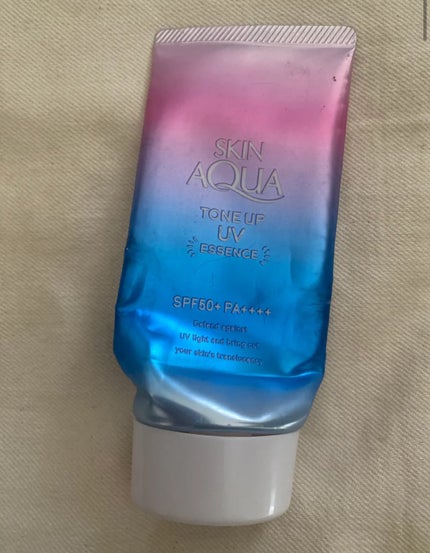 SKIN
AQUA
TONE UP
UV
ESSENCE
SPF50+ PA++++
Defend against
UV light and bring out
your skin's translucency